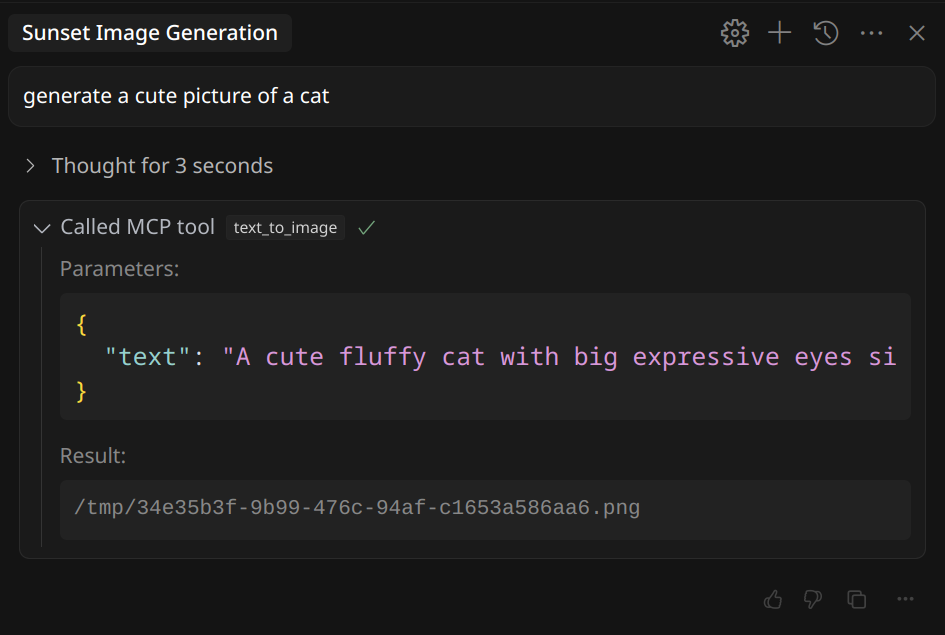 Sunset Image Generation
generate a cute picture of a cat
Thought for 3 seconds
Called MCP tool text_to_image
Parameters:
{
"text": "A cute fluffy cat with big expressive eyes si
}
Result:
/tmp/34e35b3f-9b99-476c-94af-c1653a586aa6.png